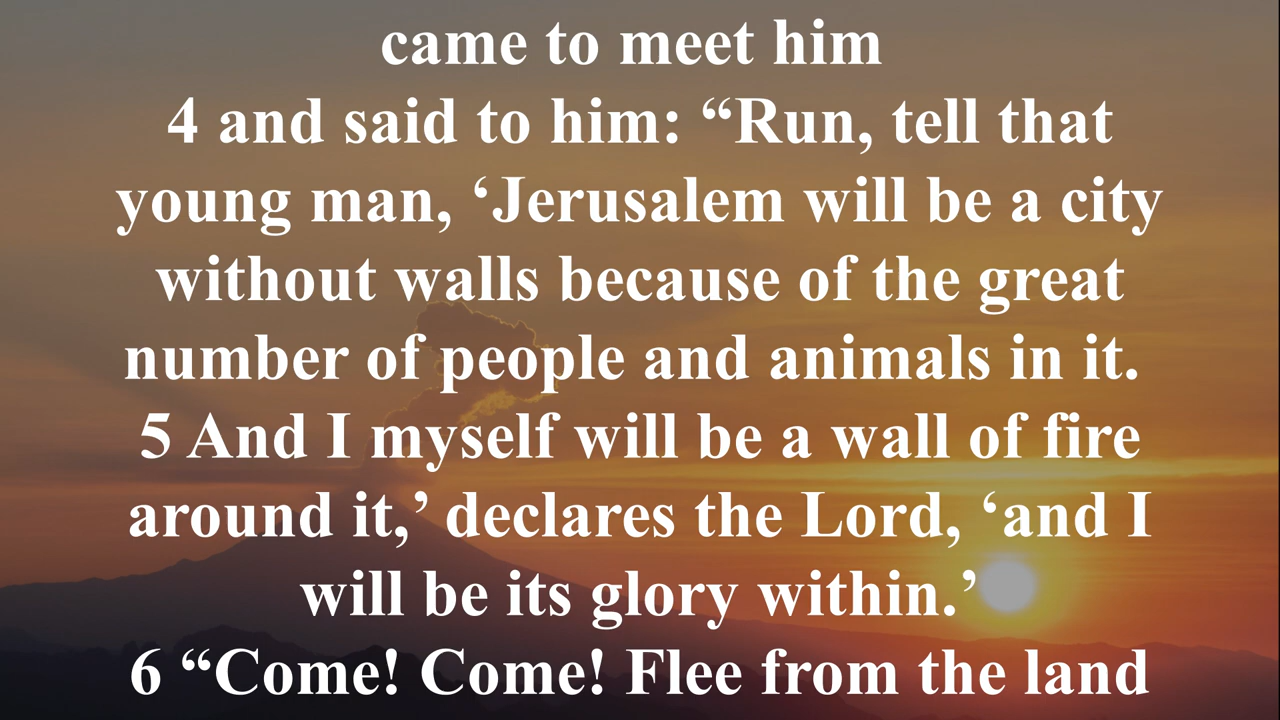 came to meet him
4 and said to him: “Run, tell that
young man, ‘Jerusalem will be a city
without walls because of the great
number of people and animals in it.
5 And I myself will be a wall of fire
around it,’ declares the Lord, ‘and I
will be its glory within.’
6 “Come! Come! Flee from the land